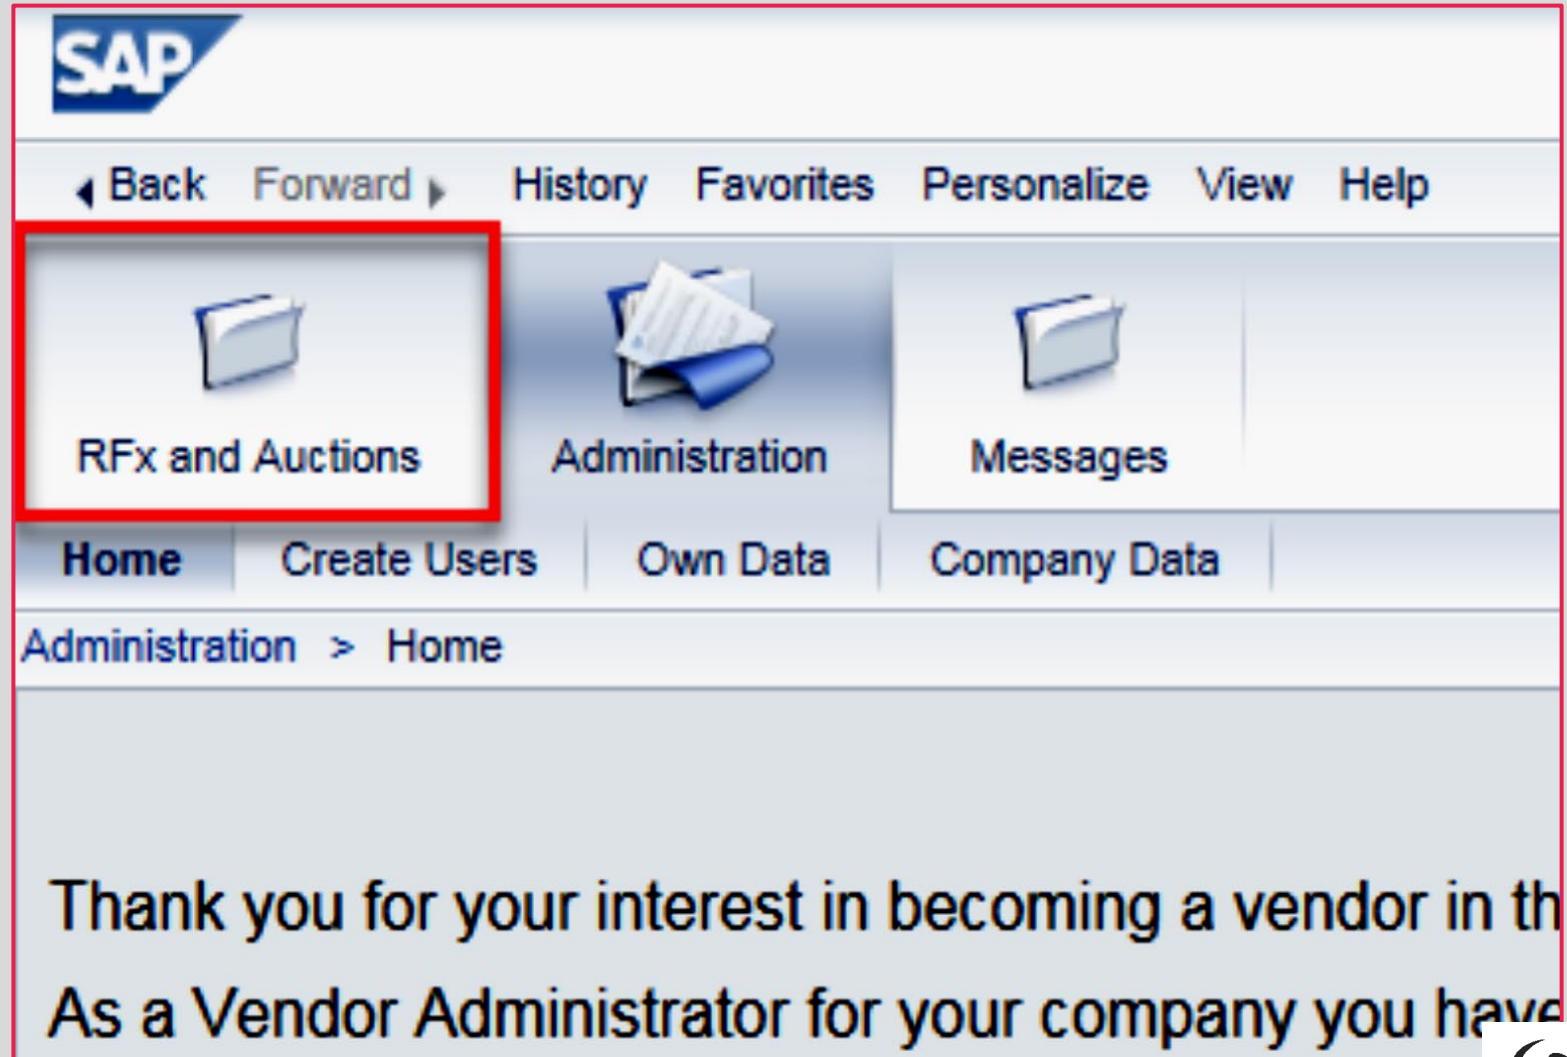 SAP
Back Forward History Favorites Personalize View Help
RFx and Auctions Administration Messages
Home Create Users Own Data Company Data
Administration > Home
Thank you for your interest in becoming a vendor in th
As a Vendor Administrator for your company you have